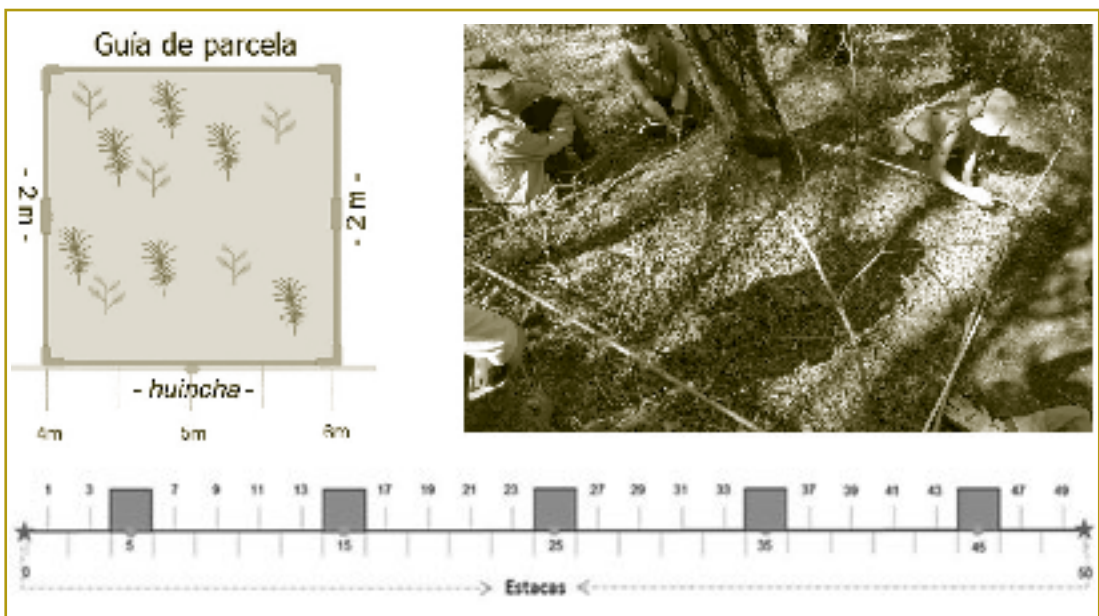 Guía de parcela
- 2 m -
- 2 m -
- huincha -
4m 5m 6m
1 3 7 9 11 13 17 19 21 23 27 29 31 33 37 39 41 43 47 49
5 15 25 35 45
0 50
Estacas